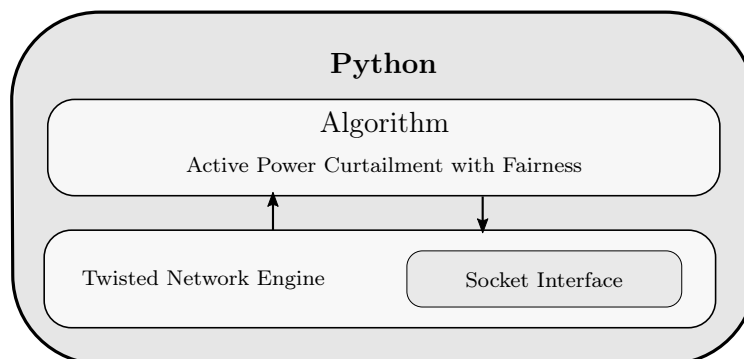 Python
Algorithm
Active Power Curtailment with Fairness
Twisted Network Engine
Socket Interface